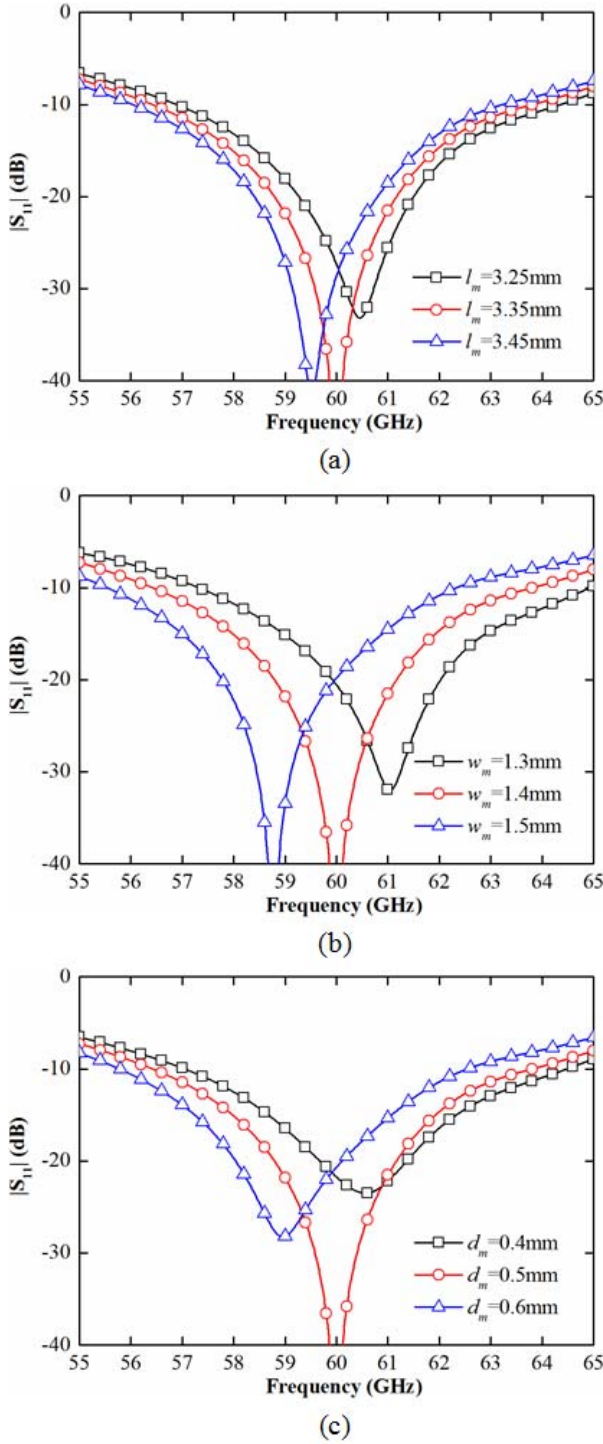 0
-10
-20
-30
-40
|S11| (dB)
lm=3.25mm
lm=3.35mm
lm=3.45mm
55 56 57 58 59 60 61 62 63 64 65
Frequency (GHz)
(a)
0
-10
-20
-30
-40
|S11| (dB)
wm=1.3mm
wm=1.4mm
wm=1.5mm
55 56 57 58 59 60 61 62 63 64 65
Frequency (GHz)
(b)
0
-10
-20
-30
-40
|S11| (dB)
dm=0.4mm
dm=0.5mm
dm=0.6mm
55 56 57 58 59 60 61 62 63 64 65
Frequency (GHz)
(c)